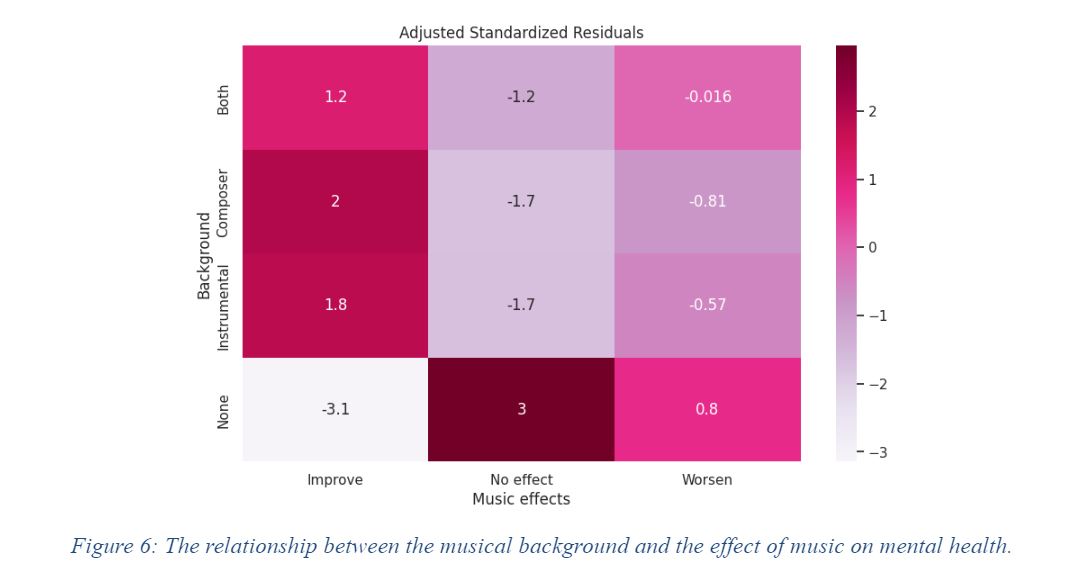 Adjusted Standardized Residuals
Background
Both
1.2
-1.2
-0.016
Composer
2
-1.7
-0.81
Instrumental
1.8
-1.7
-0.57
None
-3.1
3
0.8
Improve
No effect
Worsen
Music effects
2
1
0
−1
−2
−3
Figure 6: The relationship between the musical background and the effect of music on mental health.